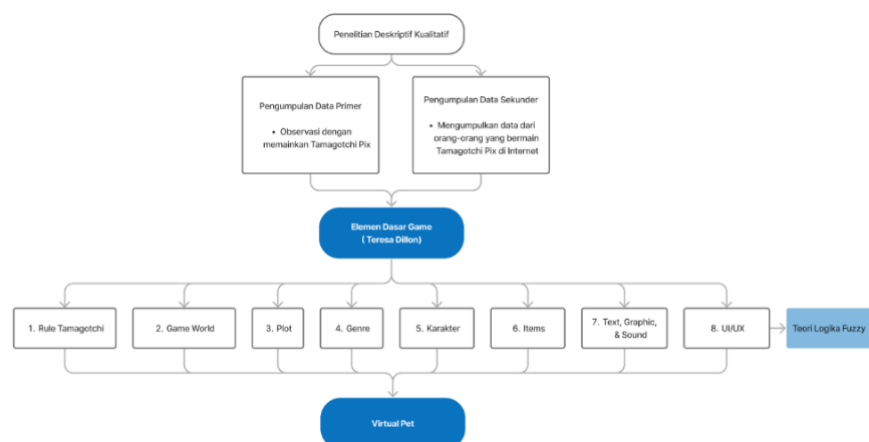 Penelitian Deskriptif Kualitatif
Pengumpulan Data Primer
• Observasi dengan
memainkan Tamagotchi Pix
Pengumpulan Data Sekunder
• Mengumpulkan data dari
orang-orang yang bermain
Tamagotchi Pix di Internet
Elemen Dasar Game
( Teresa Dillon)
1. Rule Tamagotchi
2. Game World
3. Plot
4. Genre
5. Karakter
6. Items
7. Text, Graphic,
& Sound
8. UI/UX
Teori Logika Fuzzy
Virtual Pet